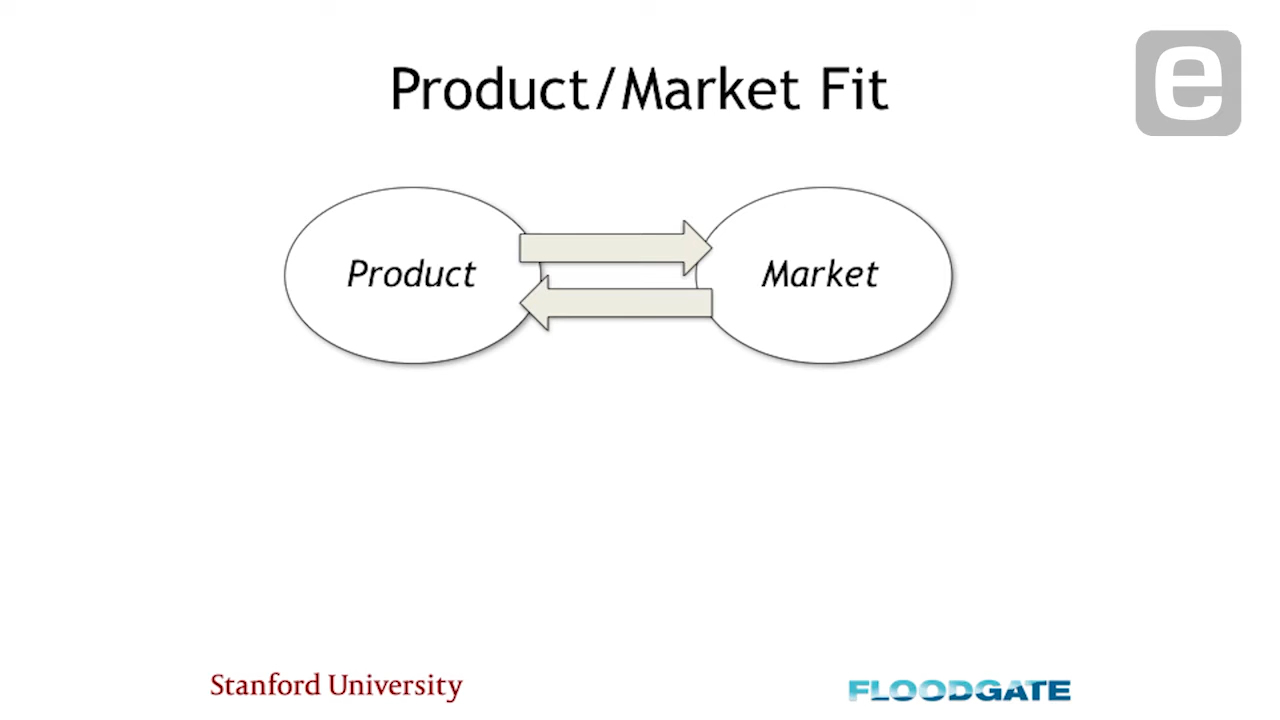 Product/Market Fit
e
Product
Market
Stanford University
FLOODGATE